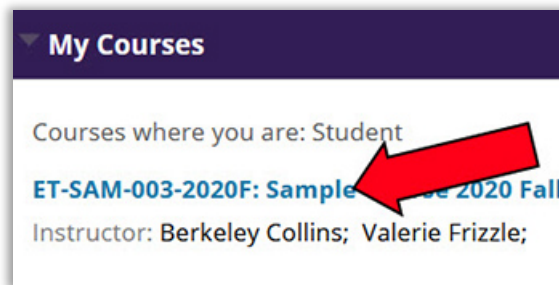 My Courses
Courses where you are: Student
ET-SAM-003-2020F: Sample 2020 Fall
Instructor: Berkeley Collins; Valerie Frizzle;